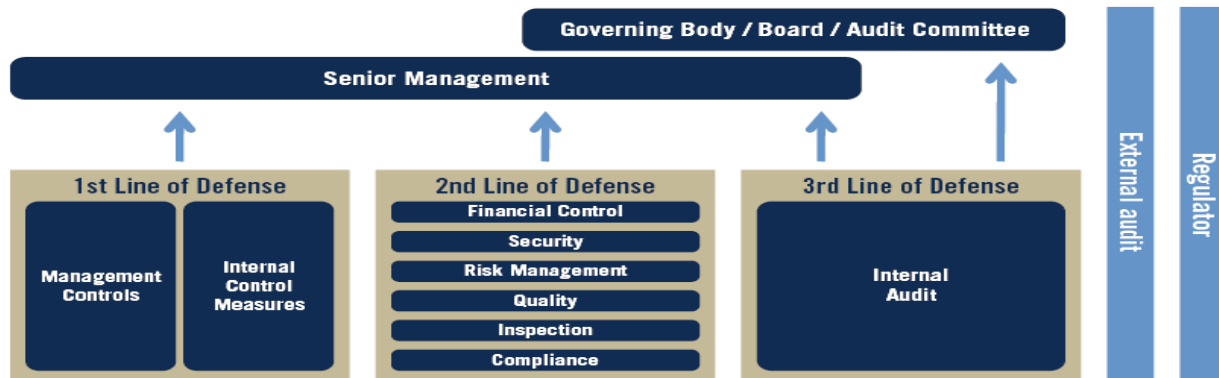 Governing Body / Board / Audit Committee
Senior Management
1st Line of Defense
Management
Controls
Internal
Control
Measures
2nd Line of Defense
Financial Control
Security
Risk Management
Quality
Inspection
Compliance
3rd Line of Defense
Internal
Audit
External audit
Regulator